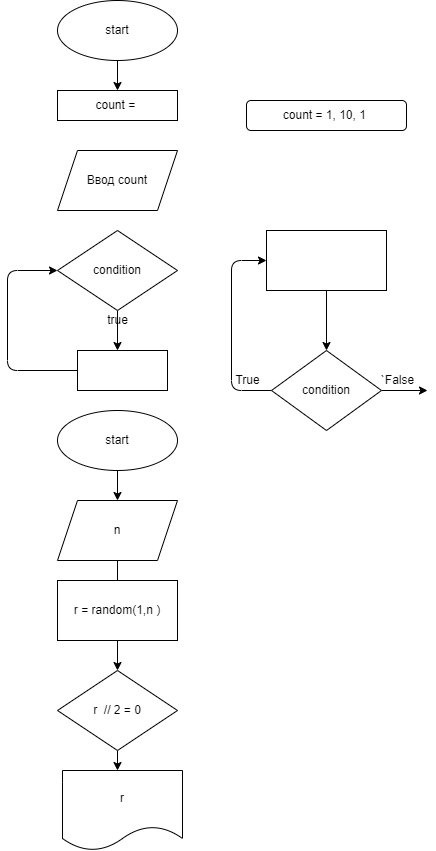 start
count =
count = 1, 10, 1
Ввод count
condition
true
condition
True
`False
start
n
r = random(1,n )
r  // 2 = 0
r